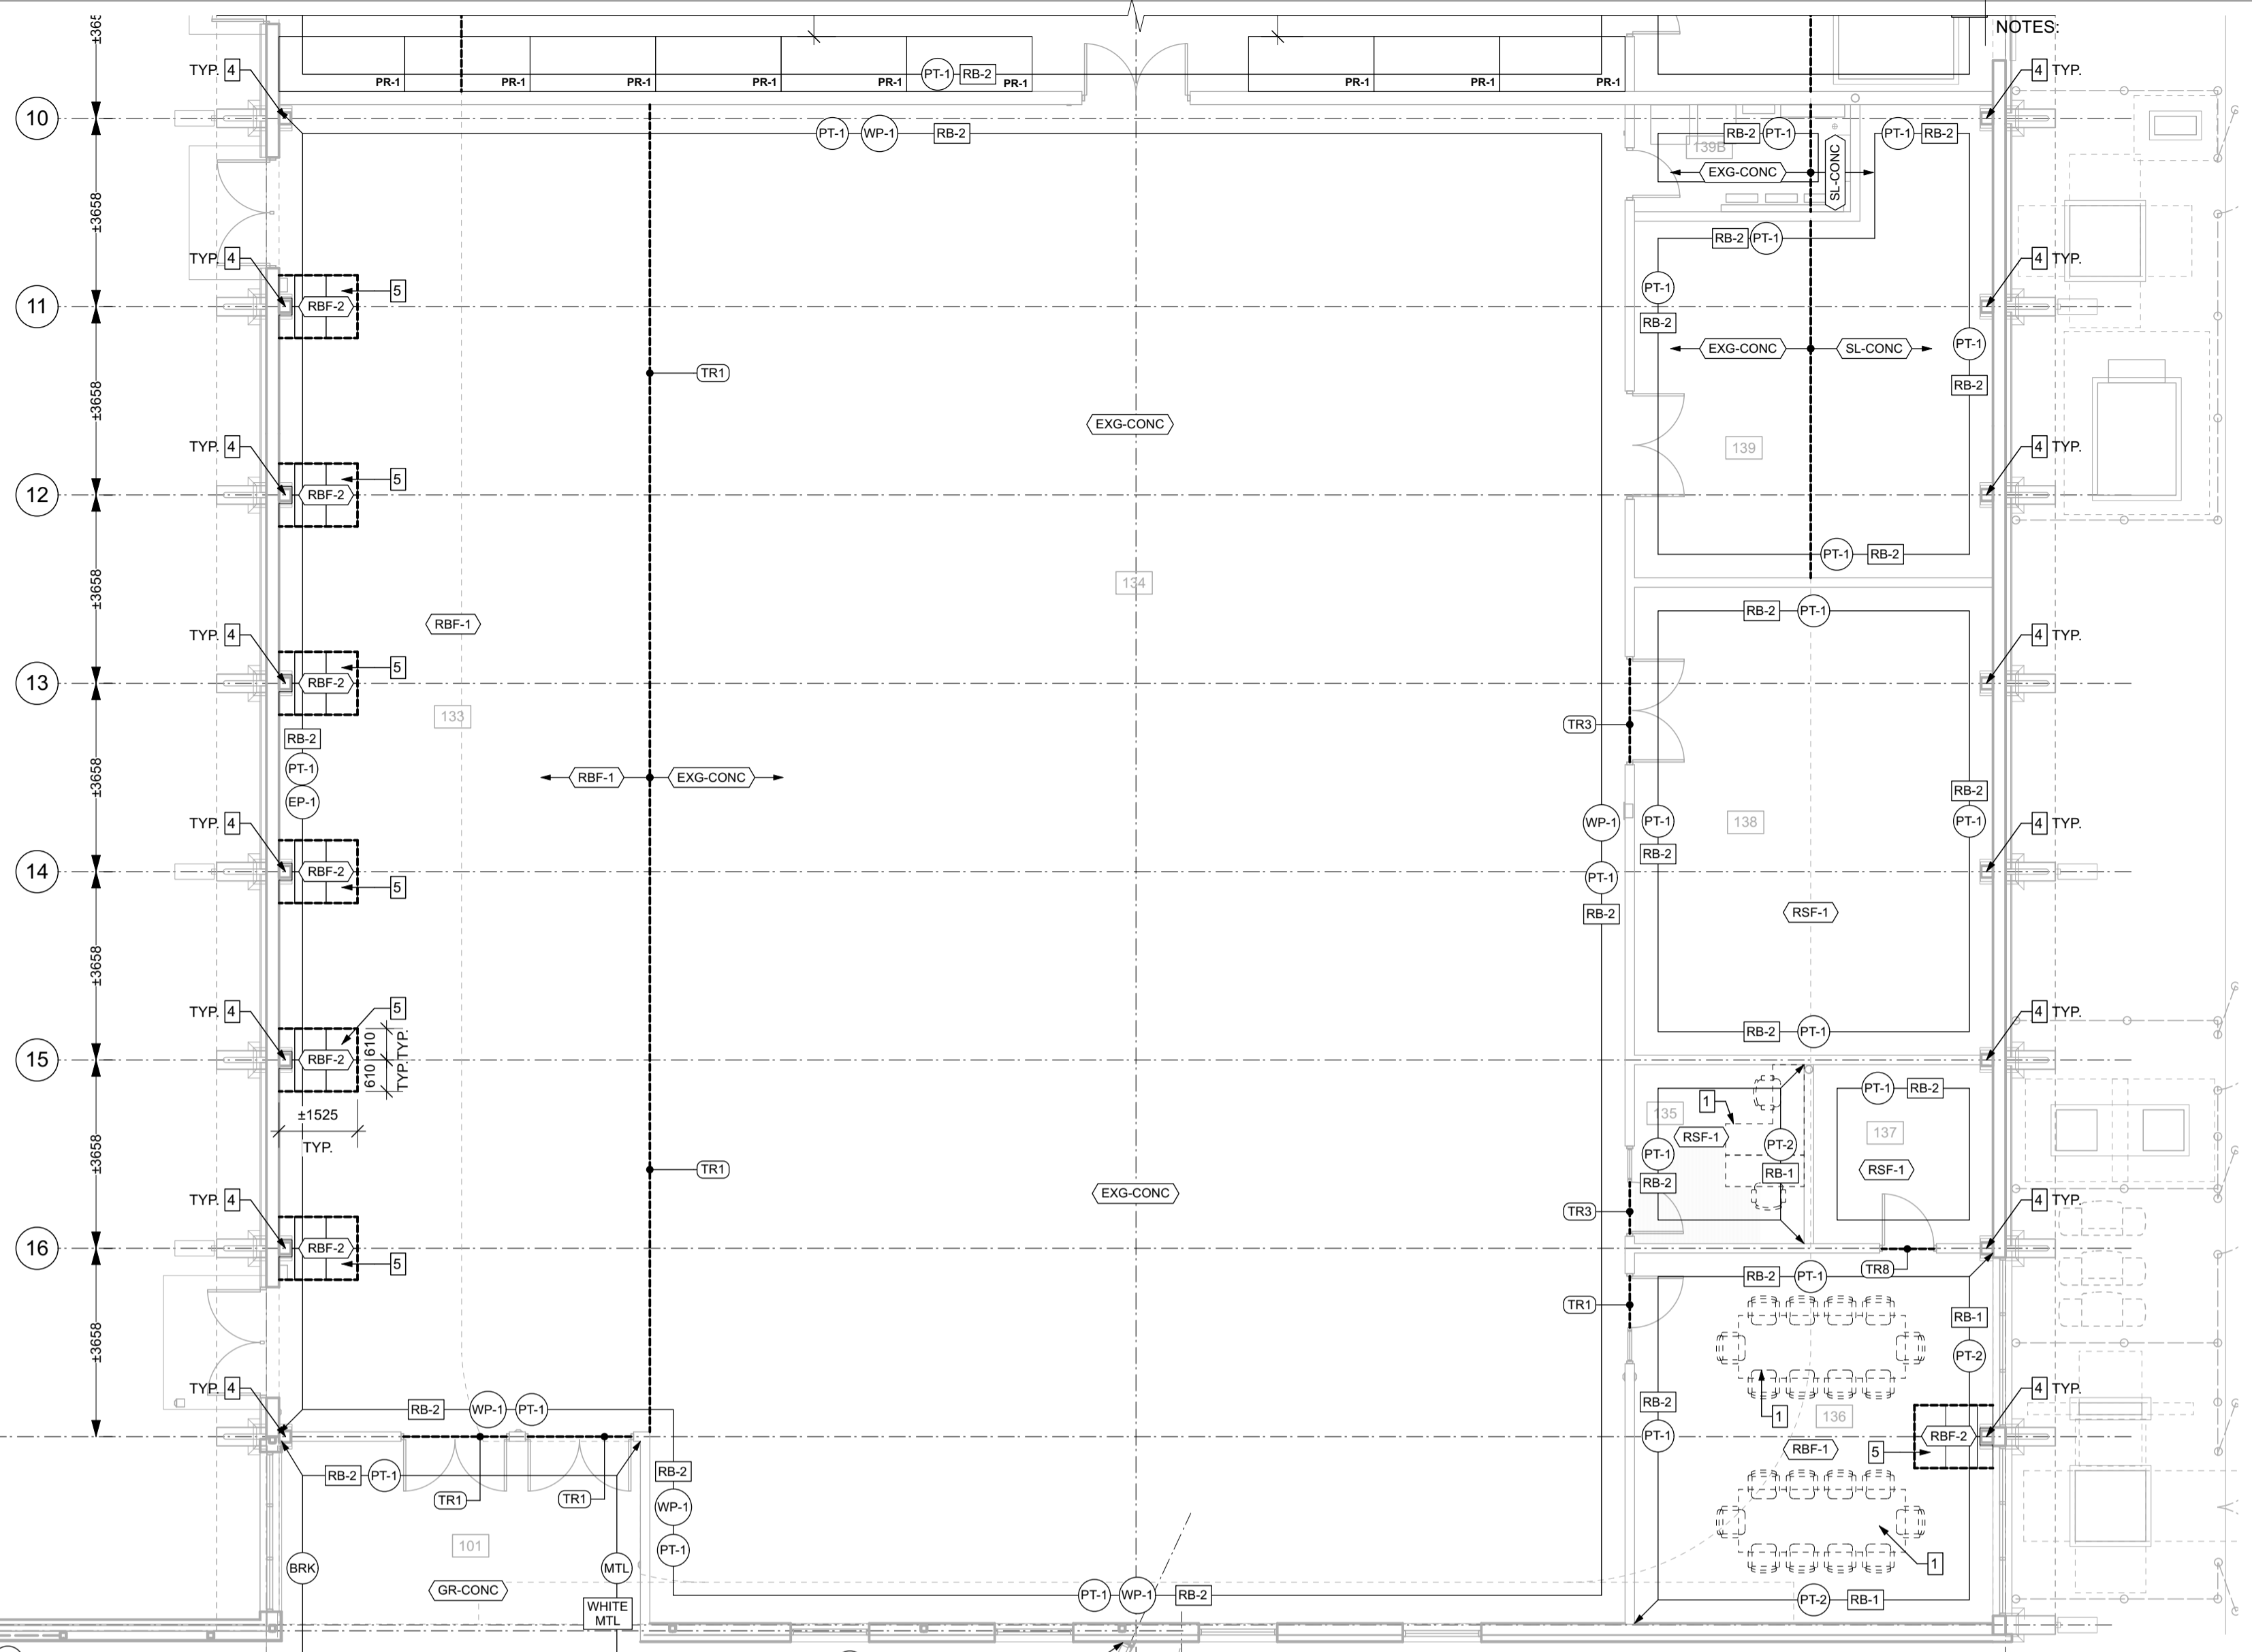 NOTES:
±365
TYP. 4
PR-1 PR-1 PR-1 PR-1 PR-1 PT-1 RB-2 PR-1 PR-1 PR-1 PR-1
4 TYP.
10
PT-1 WP-1 RB-2
RB-2 PT-1
PT-1 RB-2
139B
EXG-CONC
SL-CONC
±3658
TYP. 4
RB-2 PT-1
4 TYP.
5
PT-1
11
RBF-2
RB-2
EXG-CONC SL-CONC
PT-1
TR1
RB-2
±3658
EXG-CONC
TYP. 4
139
4 TYP.
5
12
RBF-2
PT-1 RB-2
±3658
134
RBF-1
RB-2 PT-1
TYP. 4
4 TYP.
5
13
RBF-2
133
TR3
RB-2
PT-1
EP-1
±3658
RBF-1 EXG-CONC
RB-2
PT-1
TYP. 4
WP-1
PT-1
138
4 TYP.
RB-2
14
RBF-2
PT-1
5
RB-2
RSF-1
±3658
TYP. 4
5
4 TYP.
RB-2 PT-1
15
RBF-2
610 TYP.
610 TYP.
±1525
TYP.
135
1
PT-1 RB-2
RSF-1
PT-2
137
PT-1
RB-1
RB-2
RSF-1
±3658
TR1
EXG-CONC
TYP. 4
TR3
4 TYP.
16
RBF-2
5
TR8
RB-2 PT-1
TR1
RB-1
PT-2
±3658
TYP. 4
4 TYP.
RB-2 WP-1 PT-1
RB-2
PT-1
1
136
RBF-2
RBF-1
5
RB-2 PT-1
TR1 TR1
RB-2
WP-1
PT-1
101
1
BRK
MTL
GR-CONC
WHITE
MTL
PT-1 WP-1 RB-2
PT-2 RB-1